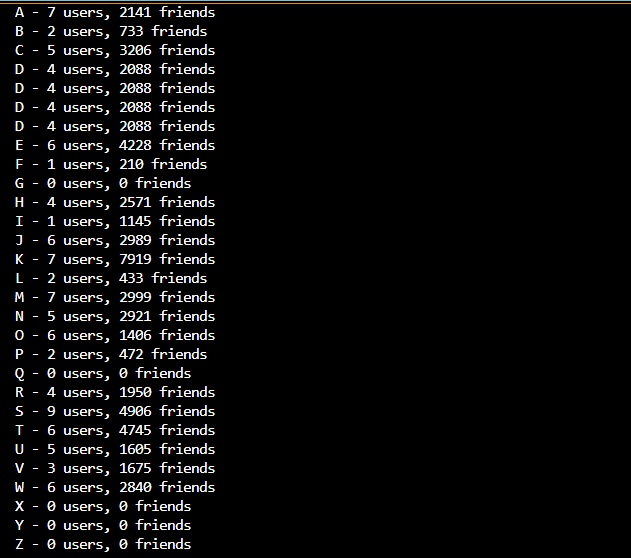 A - 7 users, 2141 friends
B - 2 users, 733 friends
C - 5 users, 3206 friends
D - 4 users, 2088 friends
D - 4 users, 2088 friends
D - 4 users, 2088 friends
D - 4 users, 2088 friends
E - 6 users, 4228 friends
F - 1 users, 210 friends
G - 0 users, 0 friends
H - 4 users, 2571 friends
I - 1 users, 1145 friends
J - 6 users, 2989 friends
K - 7 users, 7919 friends
L - 2 users, 433 friends
M - 7 users, 2999 friends
N - 5 users, 2921 friends
O - 6 users, 1406 friends
P - 2 users, 472 friends
Q - 0 users, 0 friends
R - 4 users, 1950 friends
S - 9 users, 4906 friends
T - 6 users, 4745 friends
U - 5 users, 1605 friends
V - 3 users, 1675 friends
W - 6 users, 2840 friends
X - 0 users, 0 friends
Y - 0 users, 0 friends
Z - 0 users, 0 friends